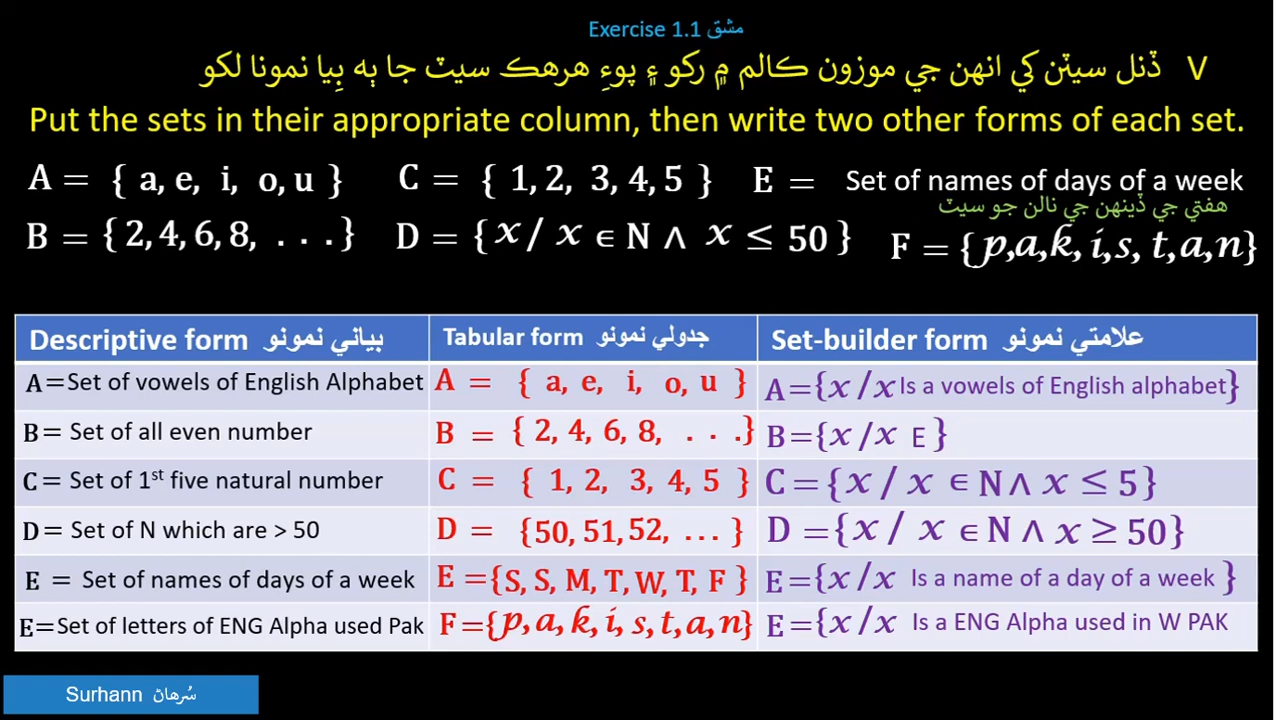 Exercise 1.1 مشق
V ڏنل سيٽن کي انهن جي موزون ڪالم ۾ رکو ۽ پوءِ هرهڪ سيٽ جا ٻه ٻِيا نمونا لکو
Put the sets in their appropriate column, then write two other forms of each set.
A = { a, e, i, o, u } C = { 1, 2, 3, 4, 5 } E = Set of names of days of a week
هفتي جي ڏينهن جي نالن جو سيٽ
B = { 2, 4, 6, 8, . . . } D = { x / x ∈ N ∧ x ≤ 50 } F = {p,a,k,i,s,t,a,n}
Descriptive form بياني نمونو Tabular form جدولي نمونو Set-builder form علامتي نمونو
A=Set of vowels of English Alphabet A = { a, e, i, o, u } A={x /x Is a vowels of English alphabet}
B= Set of all even number B = { 2, 4, 6, 8, . . .} B={x /x E }
C= Set of 1st five natural number C = { 1, 2, 3, 4, 5 } C={x / x ∈ N ∧ x ≤ 5}
D= Set of N which are > 50 D = {50, 51, 52, ... } D ={x / x ∈ N ∧ x ≥ 50}
E = Set of names of days of a week E ={S, S, M, T, W, T, F } E={x /x Is a name of a day of a week }
E=Set of letters of ENG Alpha used Pak F={p, a, k, i, s, t, a, n} E={x /x Is a ENG Alpha used in W PAK
Surhann سُرهاڻ